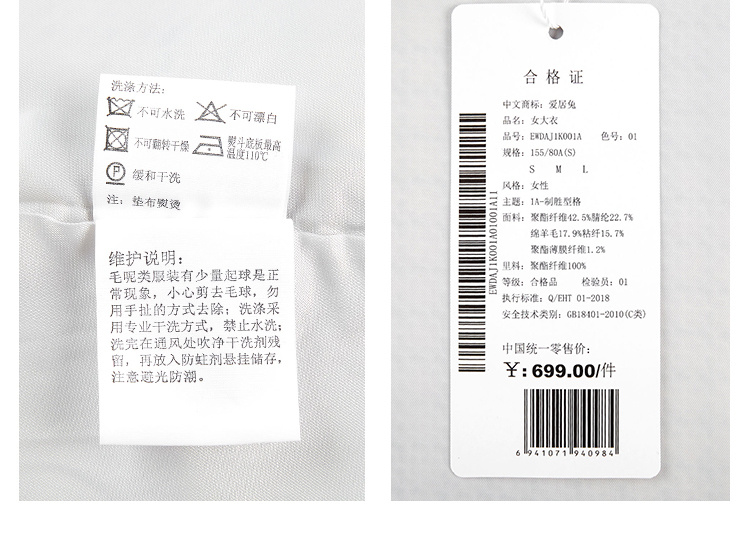 洗涤方法:
不可水洗 不可漂白
不可翻转干燥 熨斗底板最高
温度110℃
P 缓和干洗
注: 垫布熨烫
维护说明:
毛呢类服装有少量起球是正
常现象，小心剪去毛球，勿
用手扯的方式去除；洗涤采
用专业干洗方式，禁止水洗；
洗完在通风处吹净干洗剂残
留，再放入防蛀剂悬挂储存，
注意避光防潮。
合格证
中文商标: 爱居兔
品名: 女大衣
品号: EWDAJ1K001A 色号: 01
规格: 155/80A(S)
S M L
风格: 女性
主题: 1A-制胜型格
面料: 聚酯纤维42.5%腈纶22.7%
绵羊毛17.9%粘纤15.7%
聚酯薄膜纤维1.2%
里料: 聚酯纤维100%
等级: 合格品 检验员: 01
执行标准: Q/EHT 01-2018
安全技术类别: GB18401-2010(C类)
EWDAJ1K001A01001A11
中国统一零售价:
¥: 699.00/件
6 941071 940984